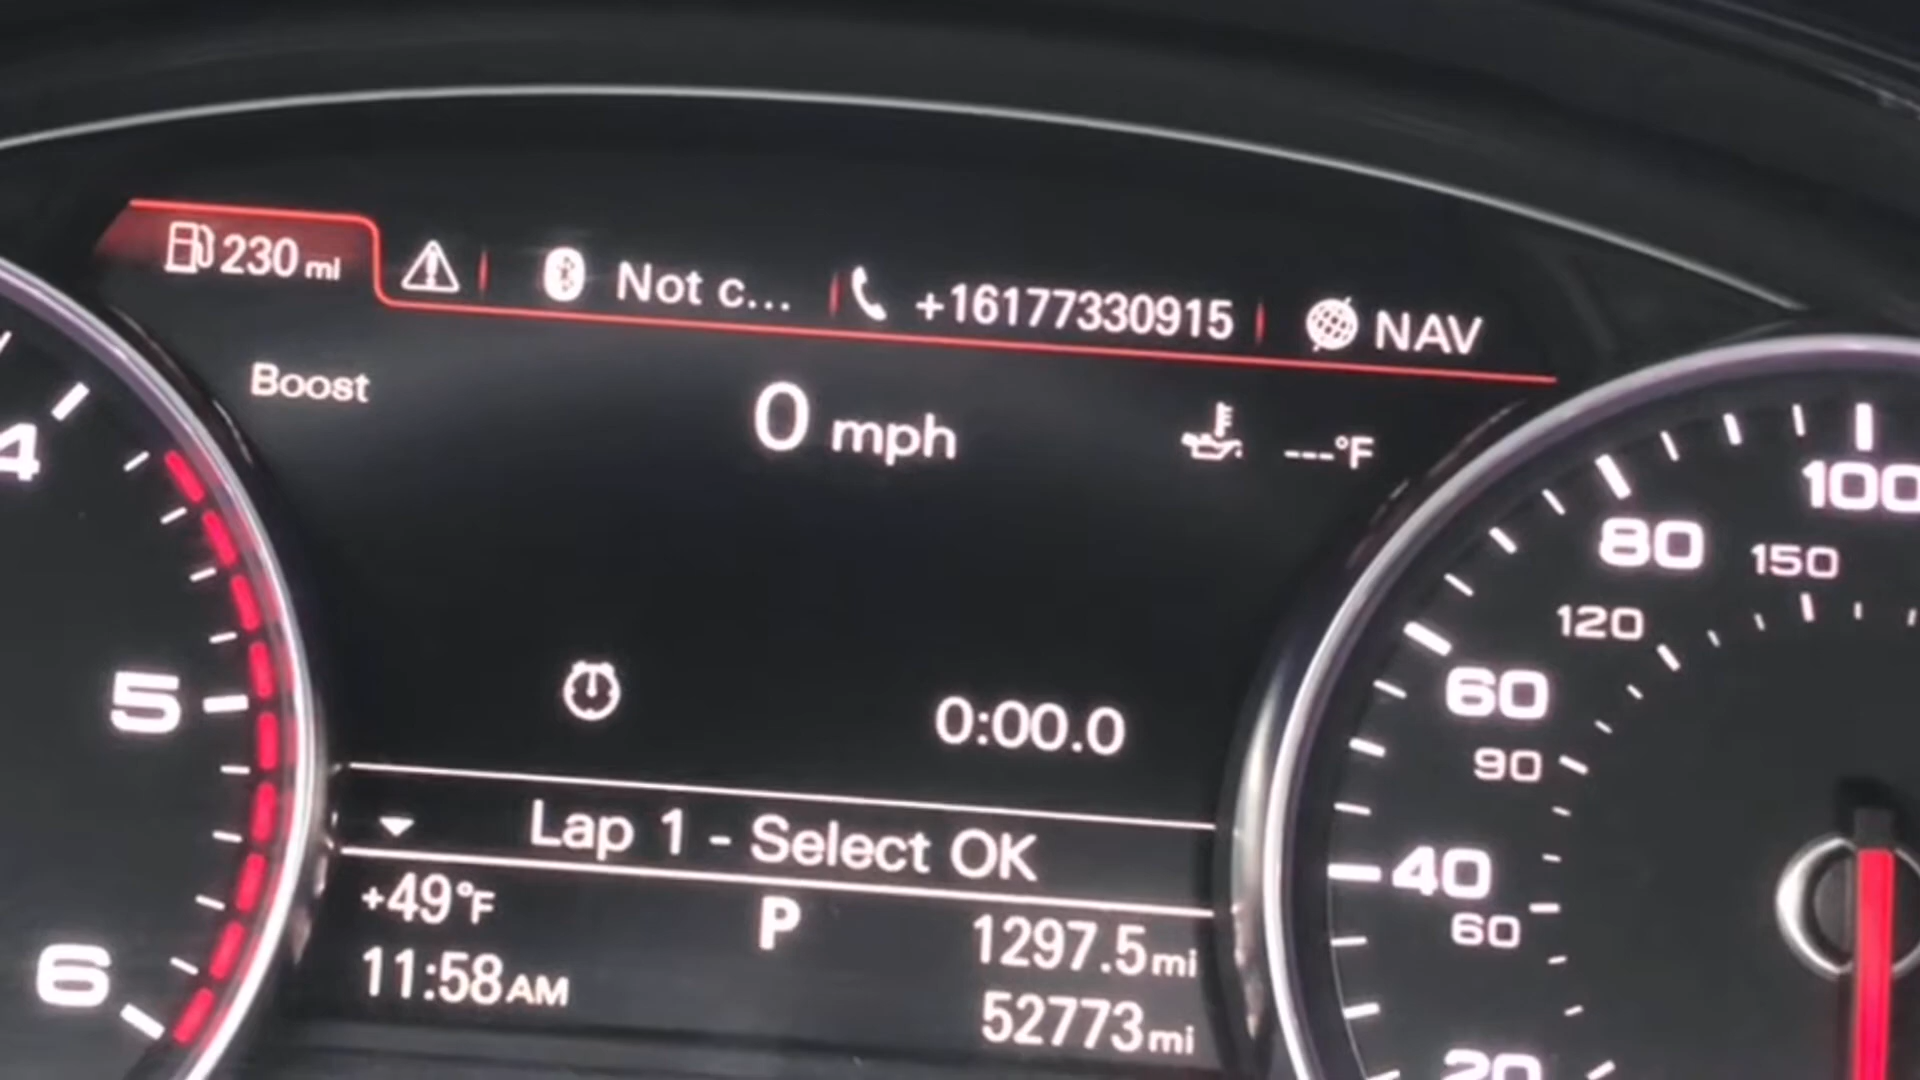 230 mi Not c... +16177330915 NAV
Boost 0 mph ---°F
0:00.0
Lap 1 - Select OK
+49°F P 1297.5 mi
11:58 AM 52773 mi
4
5
6
100
80
150
120
60
90
40
60
20